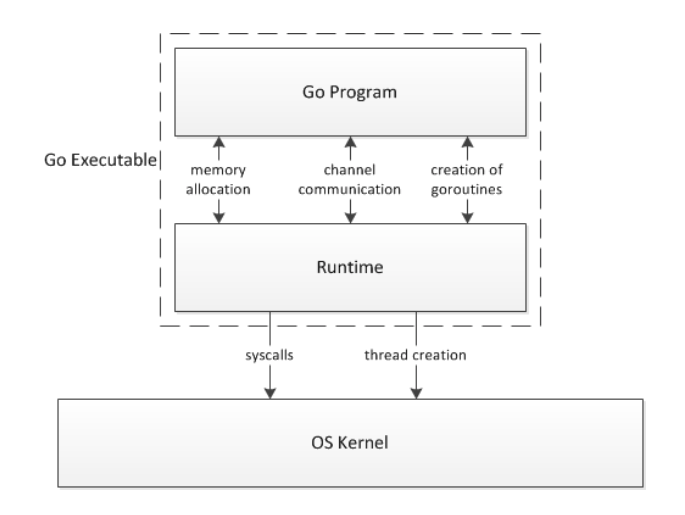 Go Program
Go Executable
memory
allocation
channel
communication
creation of
goroutines
Runtime
syscalls
thread creation
OS Kernel